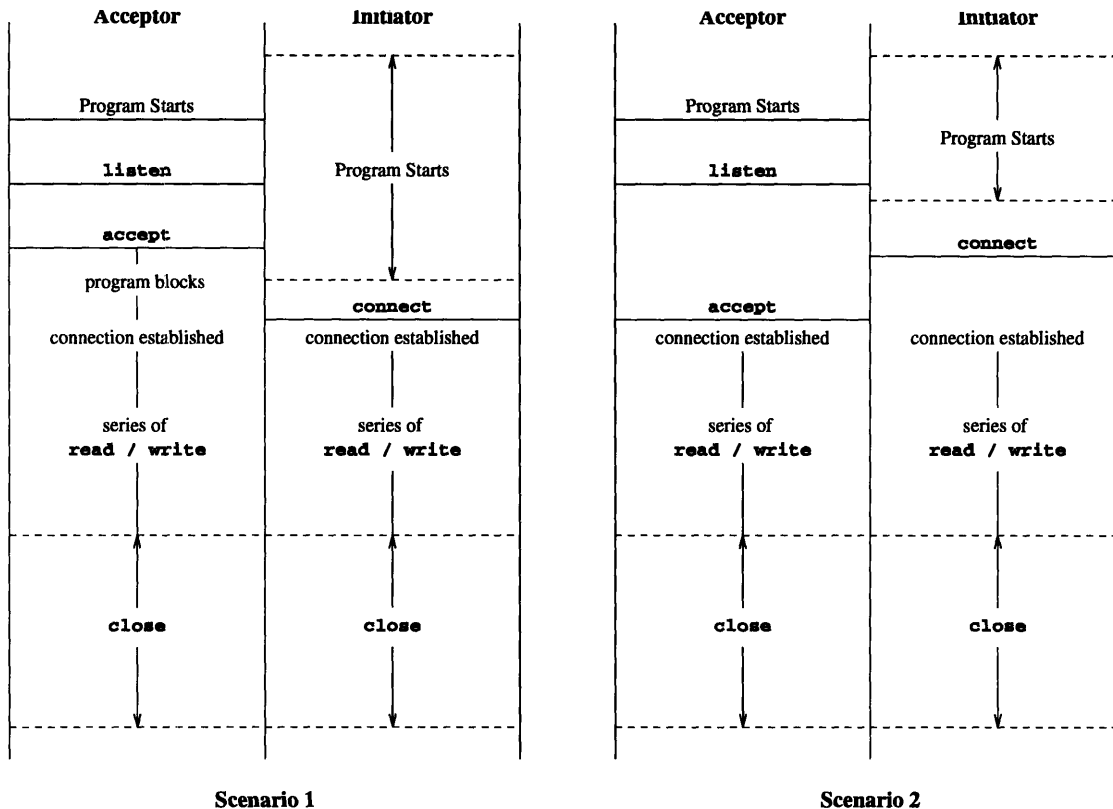 Acceptor
Initiator
Program Starts
listen
Program Starts
accept
program blocks
connect
connection established
connection established
series of
read / write
series of
read / write
close
close
Scenario 1
Acceptor
Initiator
Program Starts
Program Starts
listen
connect
accept
connection established
connection established
series of
read / write
series of
read / write
close
close
Scenario 2